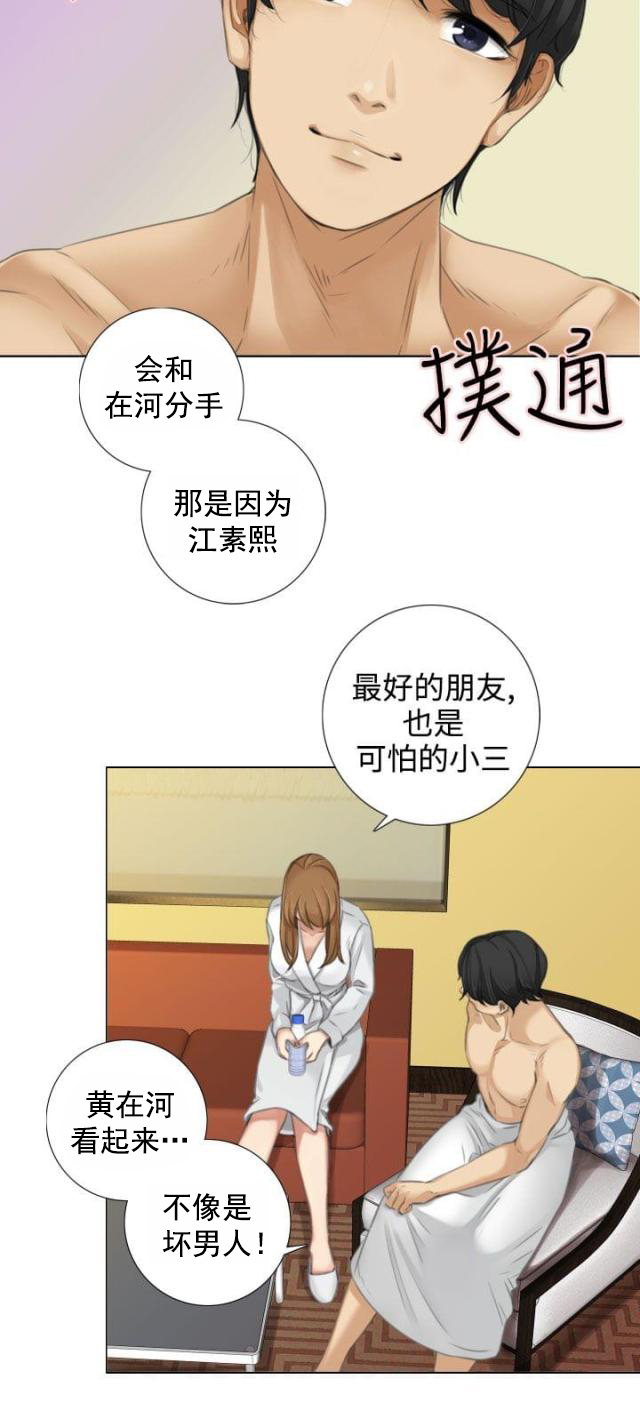 撲通
会和
在河分手
那是因为
江素熙
最好的朋友,
也是
可怕的小三
黄在河
看起来…
不像是
坏男人!